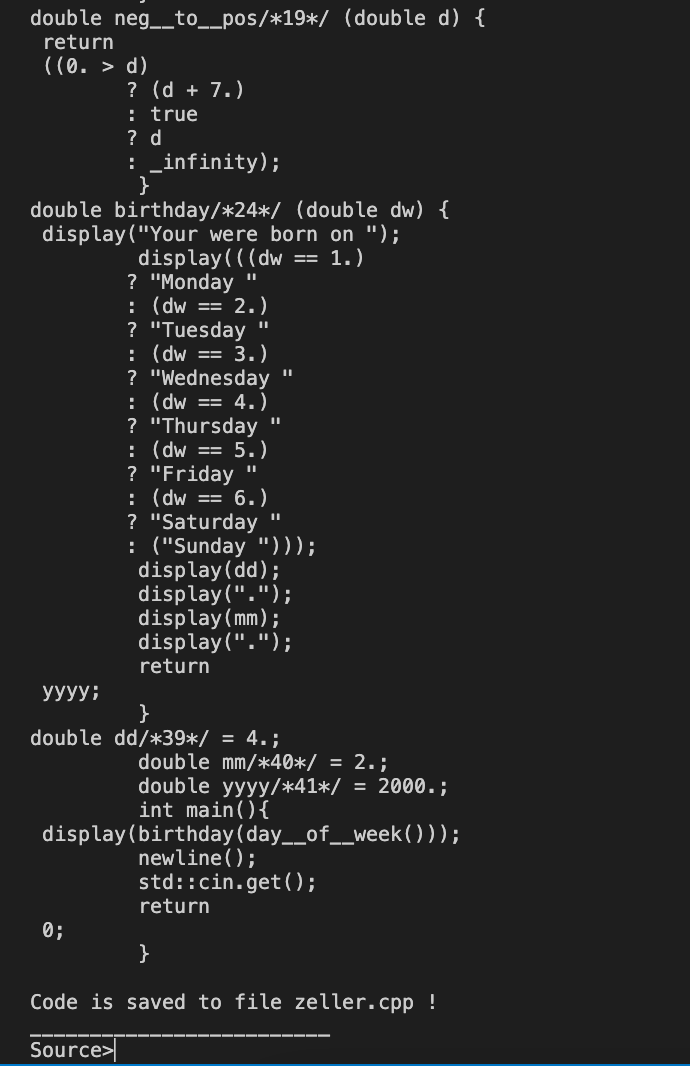 double neg__to__pos/*19*/ (double d) {
return
((0. > d)
? (d + 7.)
: true
? d
: _infinity);
}
double birthday/*24*/ (double dw) {
display("Your were born on ");
display(((dw == 1.)
? "Monday "
: (dw == 2.)
? "Tuesday "
: (dw == 3.)
? "Wednesday "
: (dw == 4.)
? "Thursday "
: (dw == 5.)
? "Friday "
: (dw == 6.)
? "Saturday "
: ("Sunday ")));
display(dd);
display(".");
display(mm);
display(".");
return
yyyy;
}
double dd/*39*/ = 4.;
double mm/*40*/ = 2.;
double yyyy/*41*/ = 2000.;
int main(){
display(birthday(day__of__week()));
newline();
std::cin.get();
return
0;
}
Code is saved to file zeller.cpp !
_________________________
Source>